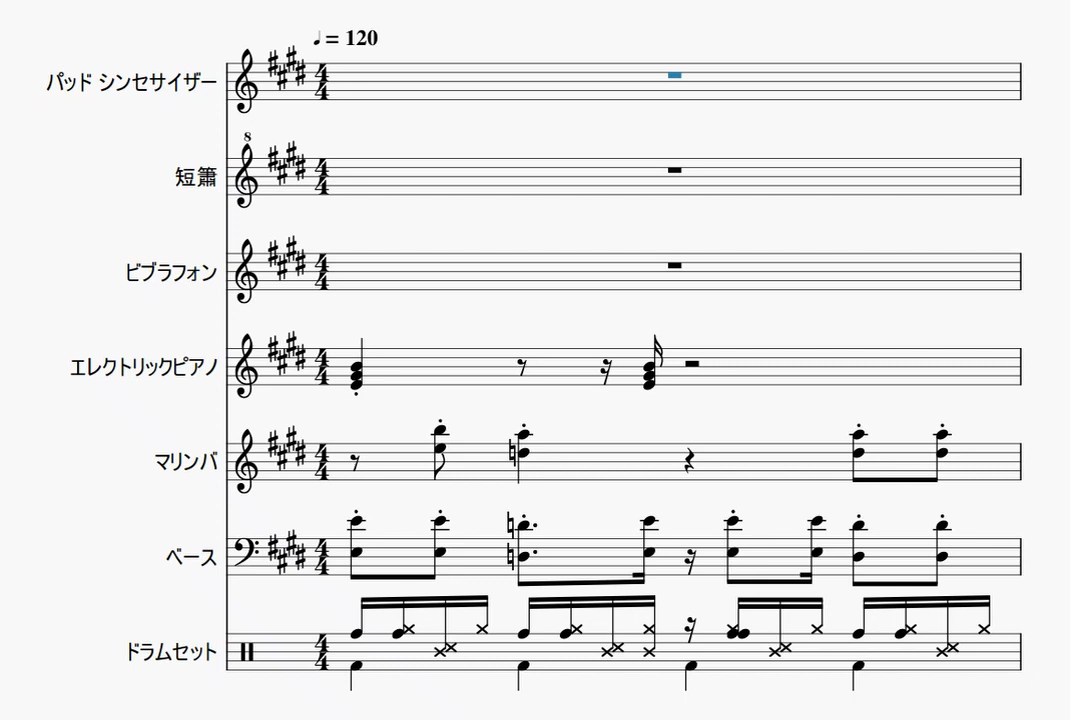 ♩ = 120
パッド シンセサイザー
8
短簫
ビブラフォン
エレクトリックピアノ
マリンバ
ベース
ドラムセット